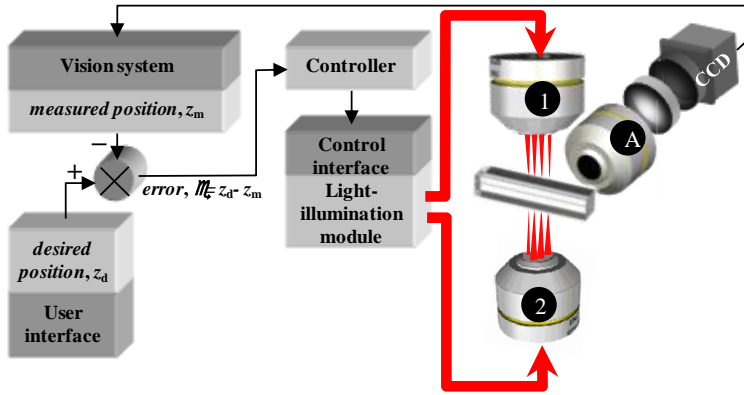 Vision system
measured position, zm
−
+
error, = zd- zm
desired
position, zd
User
interface
Controller
Control
interface
Light-
illumination
module
1
2
A
CCD